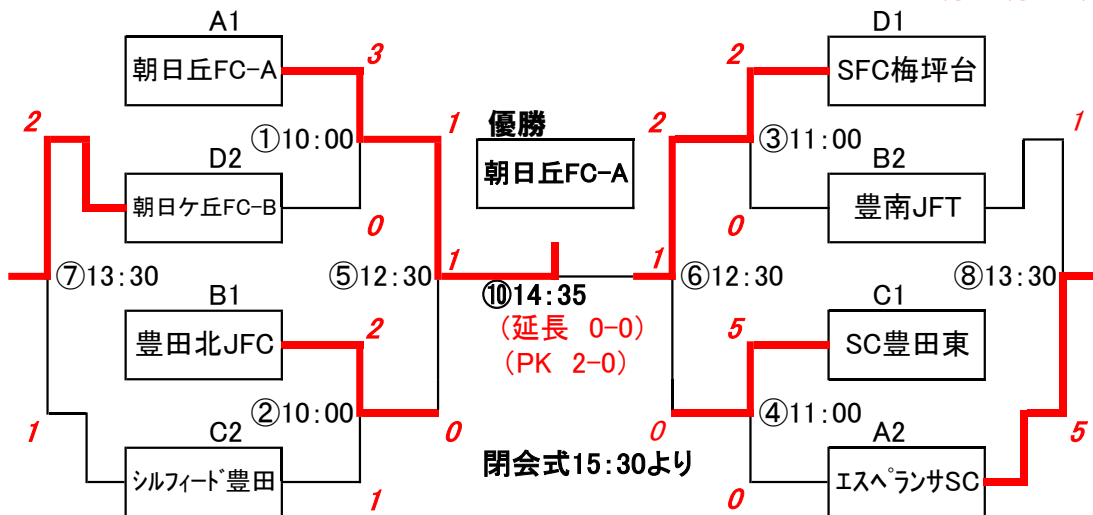 A1
D1
3
2
朝日丘FC-A
SFC梅坪台
2
1
優勝
2
1
①10:00
③11:00
D2
B2
朝日丘FC-A
朝日ケ丘FC-B
豊南JFT
0
0
⑦13:30
⑤12:30
1
1
⑥12:30
⑧13:30
⑩14:35
B1
C1
(延長 0-0)
2
5
豊田北JFC
SC豊田東
(PK 2-0)
②10:00
④11:00
1
C2
0
0
A2
5
閉会式15:30より
シルフィード豊田
エスペランサSC
1
0